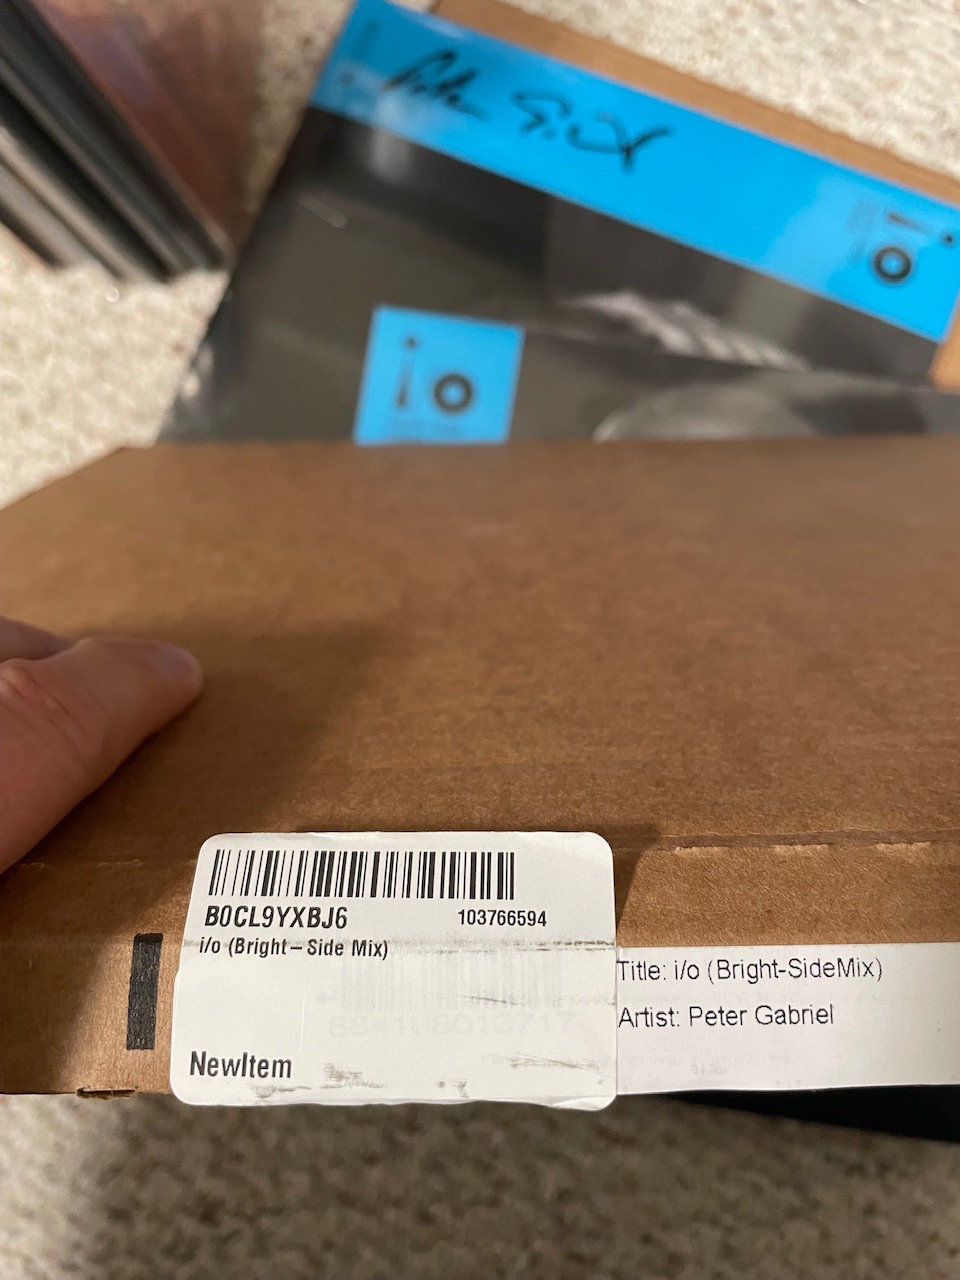 i o
i o
B0CL9YXBJ6 103766594
i/o (Bright – Side Mix)
NewItem
Title: i/o (Bright-SideMix)
Artist: Peter Gabriel